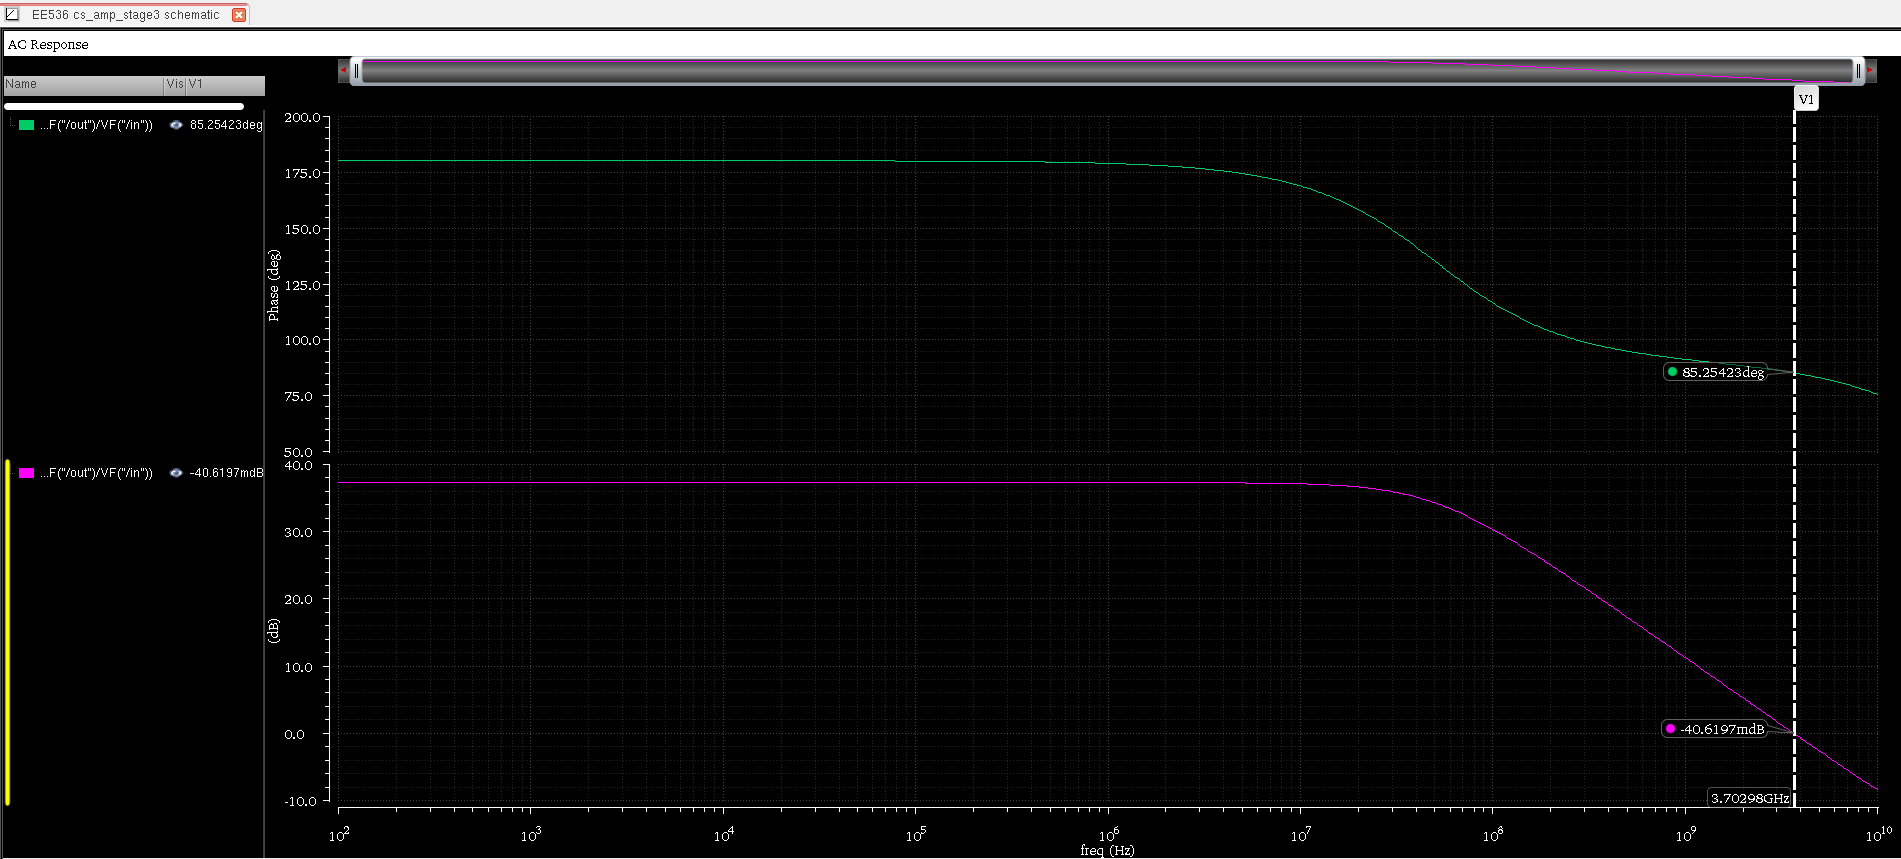 EE536 cs_amp_stage3 schematic
AC Response
Name Vis V1
V1
...F("/out")/VF("/in")) 85.25423deg
200.0
175.0
150.0
125.0
100.0
75.0
50.0
Phase (deg)
85.25423deg
...F("/out")/VF("/in")) -40.6197mdB
40.0
30.0
20.0
10.0
0.0
-10.0
(dB)
-40.6197mdB
3.70298GHz
10² 10³ 10⁴ 10⁵ 10⁶ 10⁷ 10⁸ 10⁹ 10¹⁰
freq (Hz)